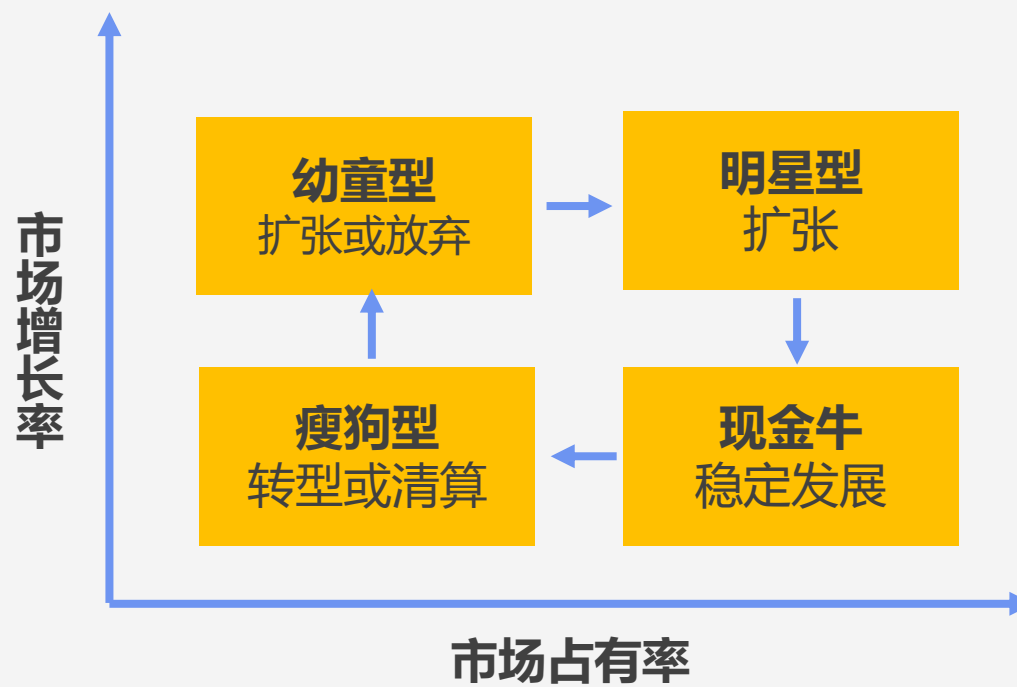 市场增长率
幼童型
扩张或放弃
明星型
扩张
瘦狗型
转型或清算
现金牛
稳定发展
市场占有率